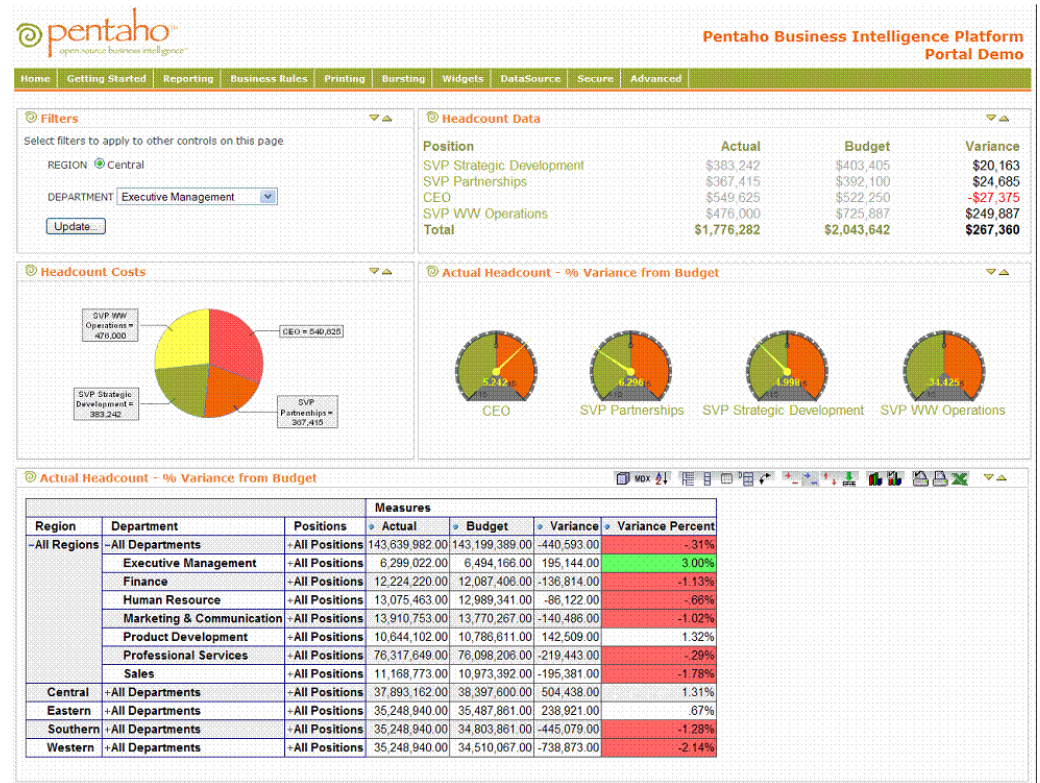 pentaho™
open source business intelligence™
Pentaho Business Intelligence Platform
Portal Demo
Home Getting Started Reporting Business Rules Printing Bursting Widgets DataSource Secure Advanced
Filters
Select filters to apply to other controls on this page
REGION Central
DEPARTMENT Executive Management
Update...
Headcount Data
Position Actual Budget Variance
SVP Strategic Development $383,242 $403,405 $20,163
SVP Partnerships $367,415 $392,100 $24,685
CEO $549,625 $522,250 -$27,375
SVP WW Operations $476,000 $725,887 $249,887
Total $1,776,282 $2,043,642 $267,360
Headcount Costs
SVP WW
Operations =
476,000
CEO = 549,625
SVP Strategic
Development =
383,242
SVP
Partnerships =
367,415
Actual Headcount - % Variance from Budget
0 0 0 0
5.242 -6.296 -4.998 -34.425
CEO SVP Partnerships SVP Strategic Development SVP WW Operations
Actual Headcount - % Variance from Budget
MDX
Measures
Region Department Positions Actual Budget Variance Variance Percent
-All Regions -All Departments +All Positions 143,639,982.00 143,199,389.00 -440,593.00 -.31%
Executive Management +All Positions 6,299,022.00 6,494,166.00 195,144.00 3.00%
Finance +All Positions 12,224,220.00 12,087,406.00 -136,814.00 -1.13%
Human Resource +All Positions 13,075,463.00 12,989,341.00 -86,122.00 -.66%
Marketing & Communication +All Positions 13,910,753.00 13,770,267.00 -140,486.00 -1.02%
Product Development +All Positions 10,644,102.00 10,786,611.00 142,509.00 1.32%
Professional Services +All Positions 76,317,649.00 76,098,206.00 -219,443.00 -.29%
Sales +All Positions 11,168,773.00 10,973,392.00 -195,381.00 -1.78%
Central +All Departments +All Positions 37,893,162.00 38,397,600.00 504,438.00 1.31%
Eastern +All Departments +All Positions 35,248,940.00 35,487,861.00 238,921.00 .67%
Southern +All Departments +All Positions 35,248,940.00 34,803,861.00 -445,079.00 -1.28%
Western +All Departments +All Positions 35,248,940.00 34,510,067.00 -738,873.00 -2.14%